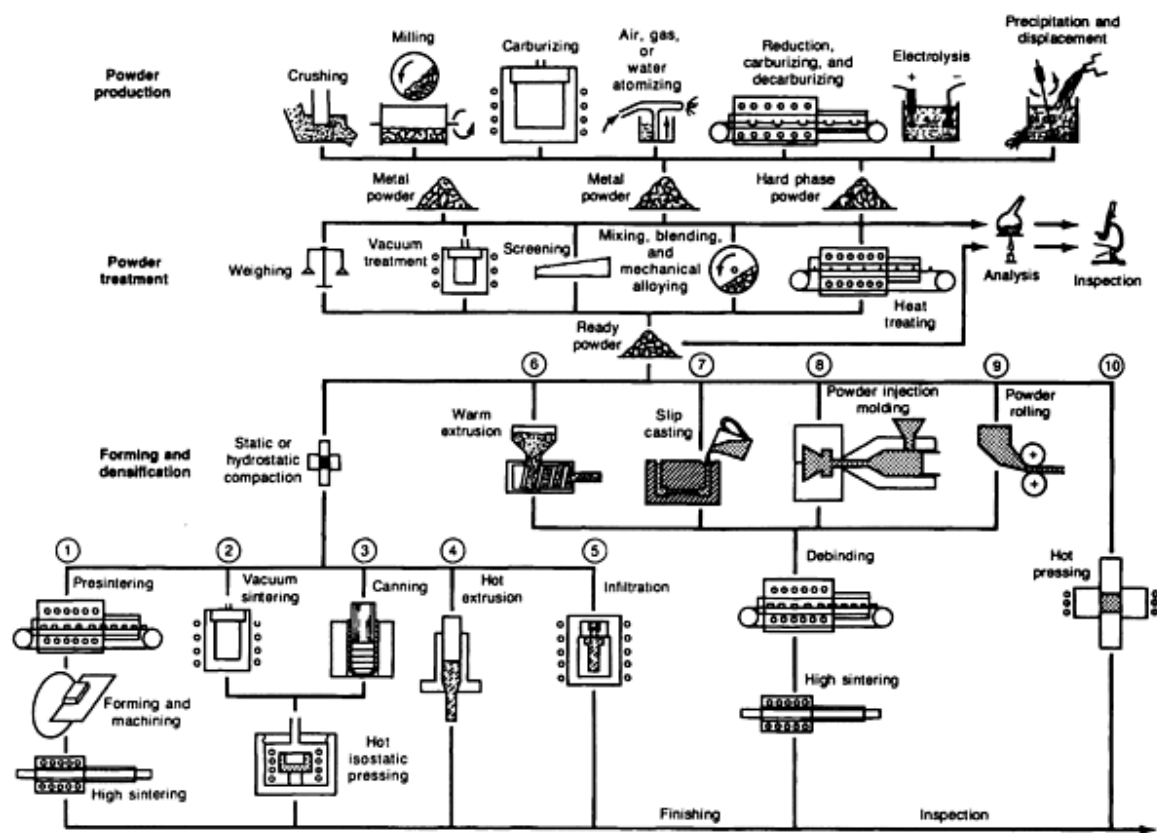 Powder
production
Crushing
Milling
Carburizing
Air, gas,
or
water
atomizing
Reduction,
carburizing, and
decarburizing
Electrolysis
+
−
Precipitation and
displacement
Metal
powder
Metal
powder
Hard phase
powder
Powder
treatment
Weighing
Vacuum
treatment
Screening
Mixing, blending,
and
mechanical
alloying
Heat
treating
Analysis
Inspection
Ready
powder
Forming and
densification
Static or
hydrostatic
compaction
6
Warm
extrusion
7
Slip
casting
8
Powder injection
molding
9
Powder
rolling
+
+
10
Hot
pressing
1
Presintering
2
Vacuum
sintering
3
Canning
4
Hot
extrusion
5
Infiltration
Debinding
Forming and
machining
High sintering
Hot
isostatic
pressing
High sintering
Finishing
Inspection